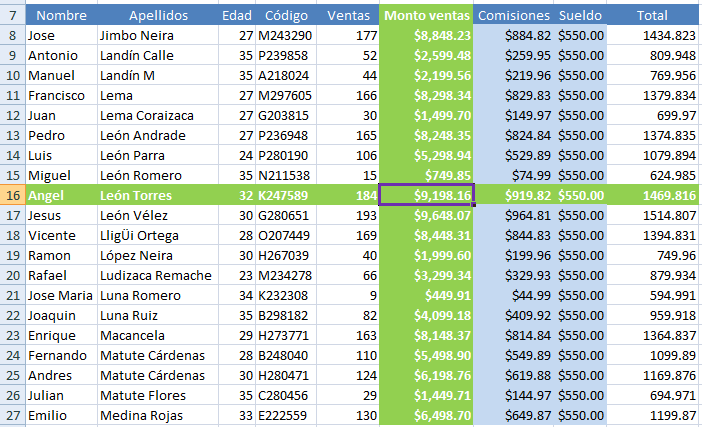 7 Nombre Apellidos Edad Código Ventas Monto ventas Comisiones Sueldo Total
8 Jose Jimbo Neira 27 M243290 177 $8,848.23 $884.82 $550.00 1434.823
9 Antonio Landín Calle 35 P239858 52 $2,599.48 $259.95 $550.00 809.948
10 Manuel Landín M 35 A218024 44 $2,199.56 $219.96 $550.00 769.956
11 Francisco Lema 27 M297605 166 $8,298.34 $829.83 $550.00 1379.834
12 Juan Lema Coraizaca 27 G203815 30 $1,499.70 $149.97 $550.00 699.97
13 Pedro León Andrade 27 P236948 165 $8,248.35 $824.84 $550.00 1374.835
14 Luis León Parra 24 P280190 106 $5,298.94 $529.89 $550.00 1079.894
15 Miguel León Romero 35 N211538 15 $749.85 $74.99 $550.00 624.985
16 Angel León Torres 32 K247589 184 $9,198.16 $919.82 $550.00 1469.816
17 Jesus León Vélez 30 G280651 193 $9,648.07 $964.81 $550.00 1514.807
18 Vicente LligÜi Ortega 28 O207449 169 $8,448.31 $844.83 $550.00 1394.831
19 Ramon López Neira 30 H267039 40 $1,999.60 $199.96 $550.00 749.96
20 Rafael Ludizaca Remache 23 M234278 66 $3,299.34 $329.93 $550.00 879.934
21 Jose Maria Luna Romero 34 K232308 9 $449.91 $44.99 $550.00 594.991
22 Joaquin Luna Ruiz 35 B298182 82 $4,099.18 $409.92 $550.00 959.918
23 Enrique Macancela 29 H273771 163 $8,148.37 $814.84 $550.00 1364.837
24 Fernando Matute Cárdenas 28 B248040 110 $5,498.90 $549.89 $550.00 1099.89
25 Andres Matute Cárdenas 30 H280471 124 $6,198.76 $619.88 $550.00 1169.876
26 Julian Matute Flores 35 C280456 29 $1,449.71 $144.97 $550.00 694.971
27 Emilio Medina Rojas 33 E222559 130 $6,498.70 $649.87 $550.00 1199.87